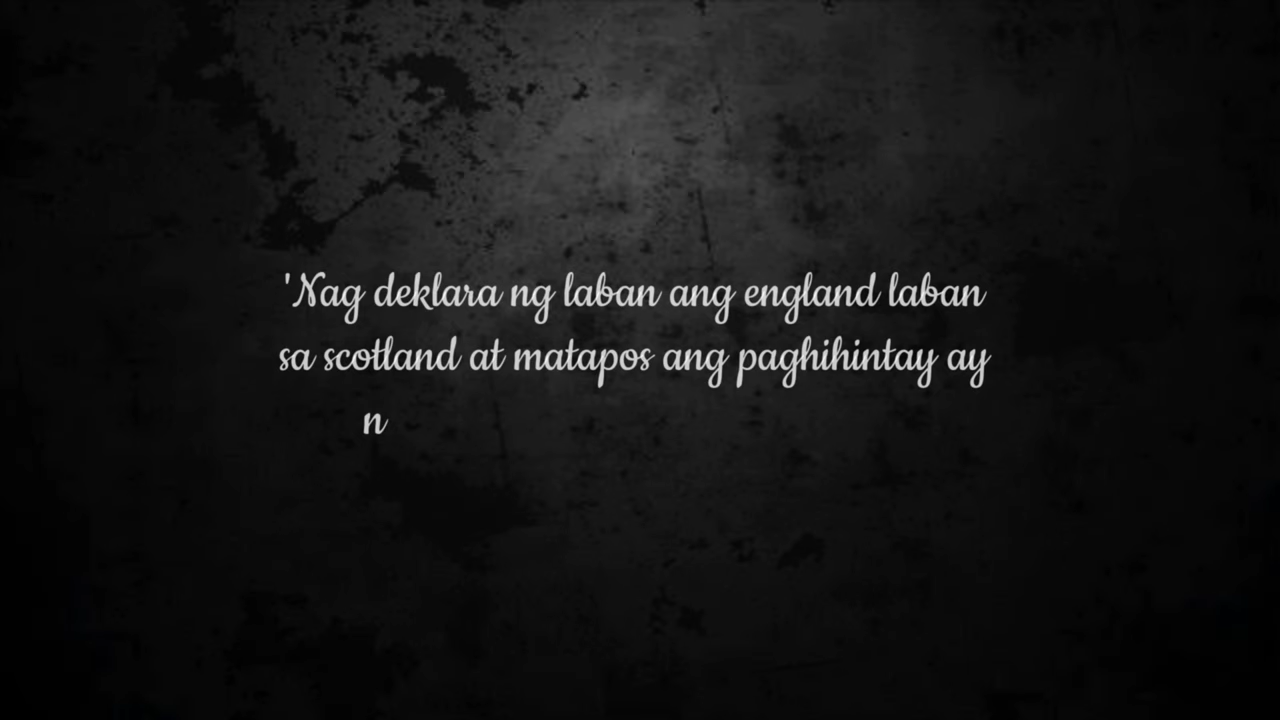 'Nag deklara ng laban ang england laban
sa scotland at matapos ang paghihintay ay
n